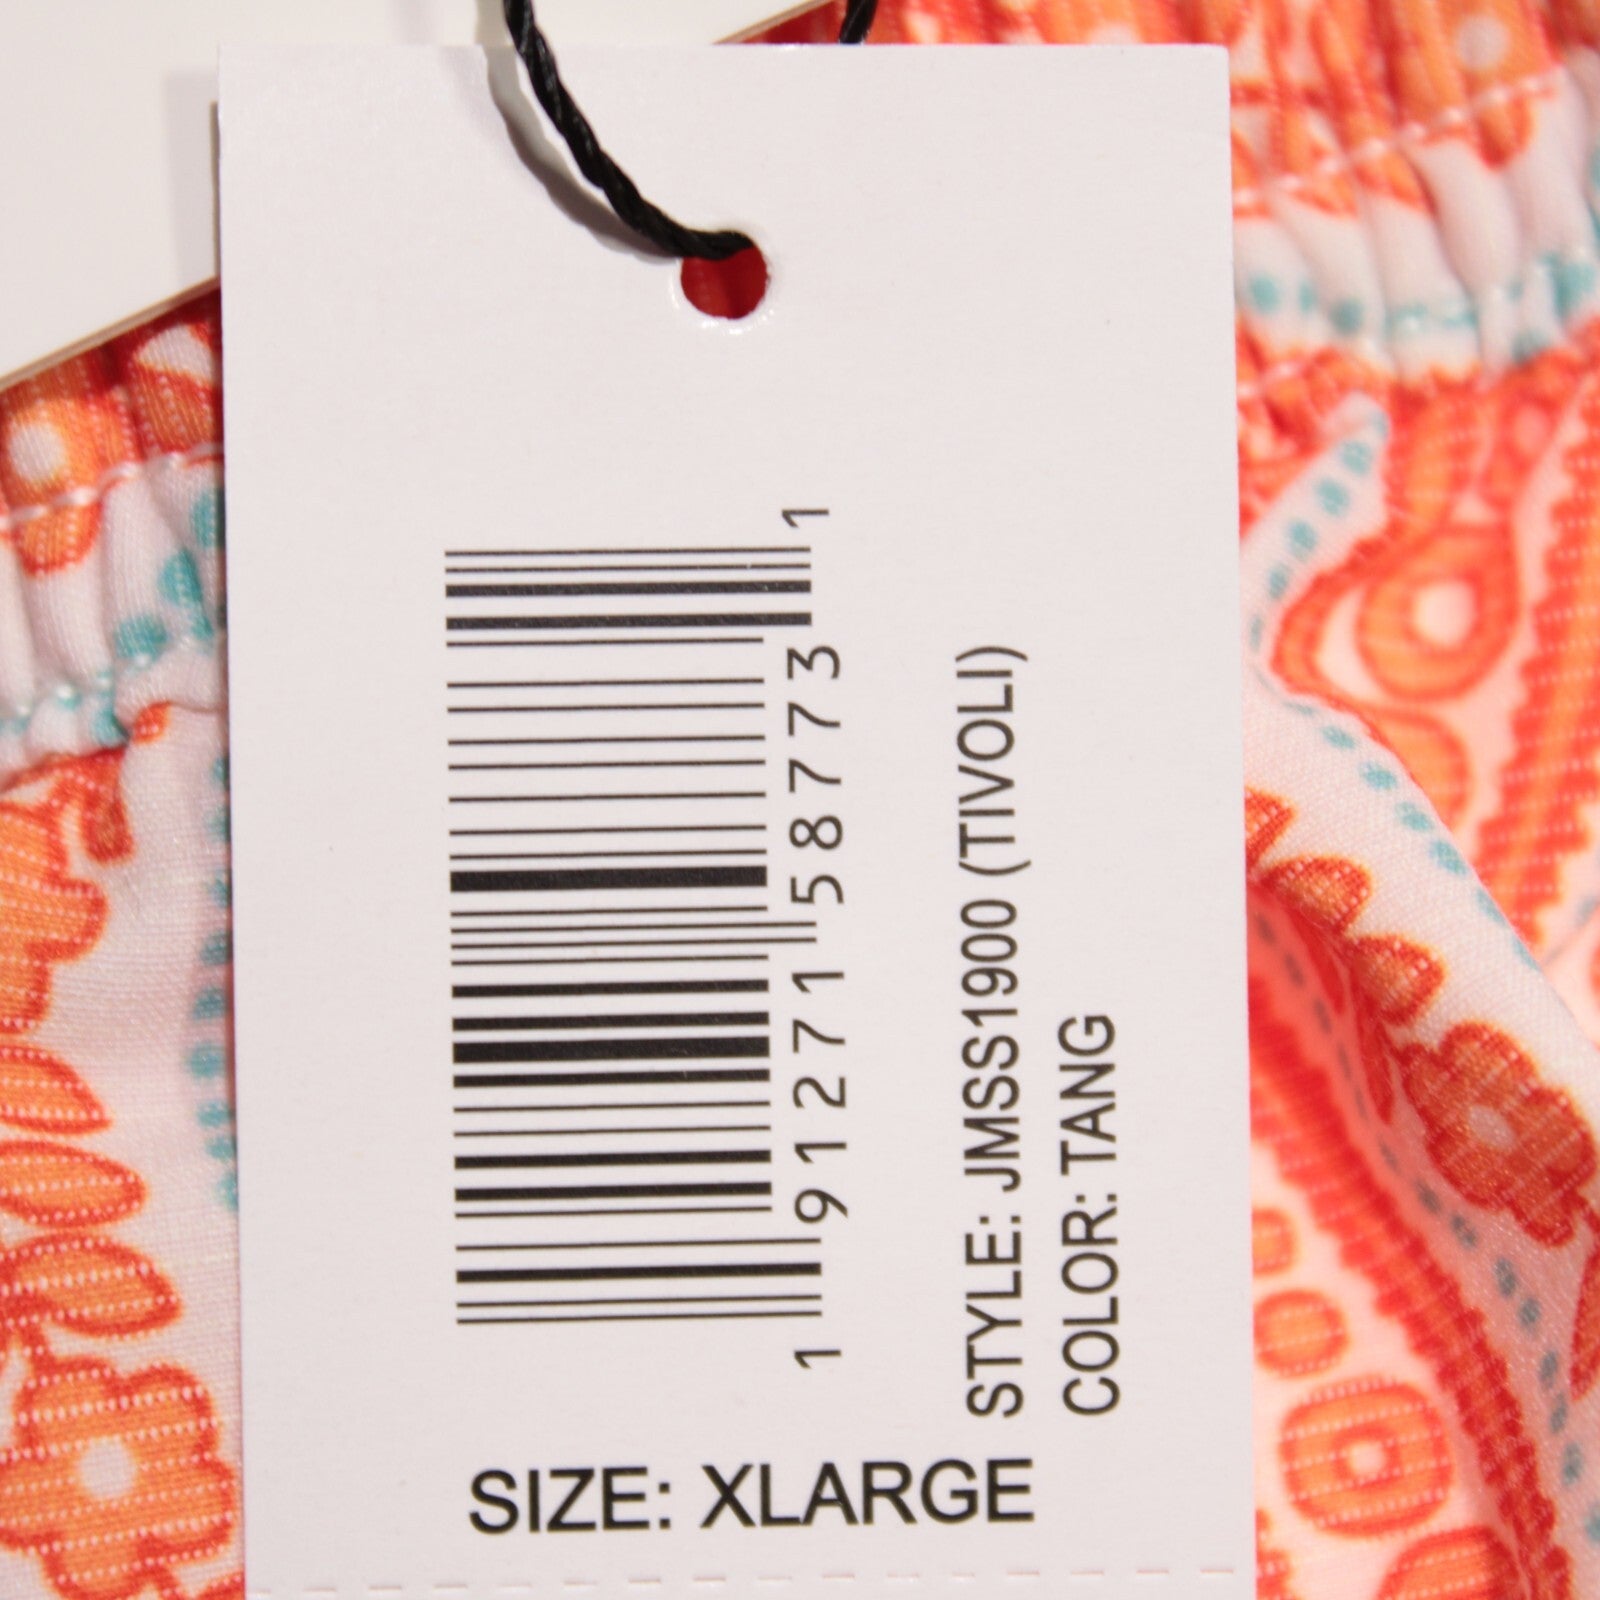 1 91271 58773 1
STYLE: JMSS1900 (TIVOLI)
COLOR: TANG
SIZE: XLARGE